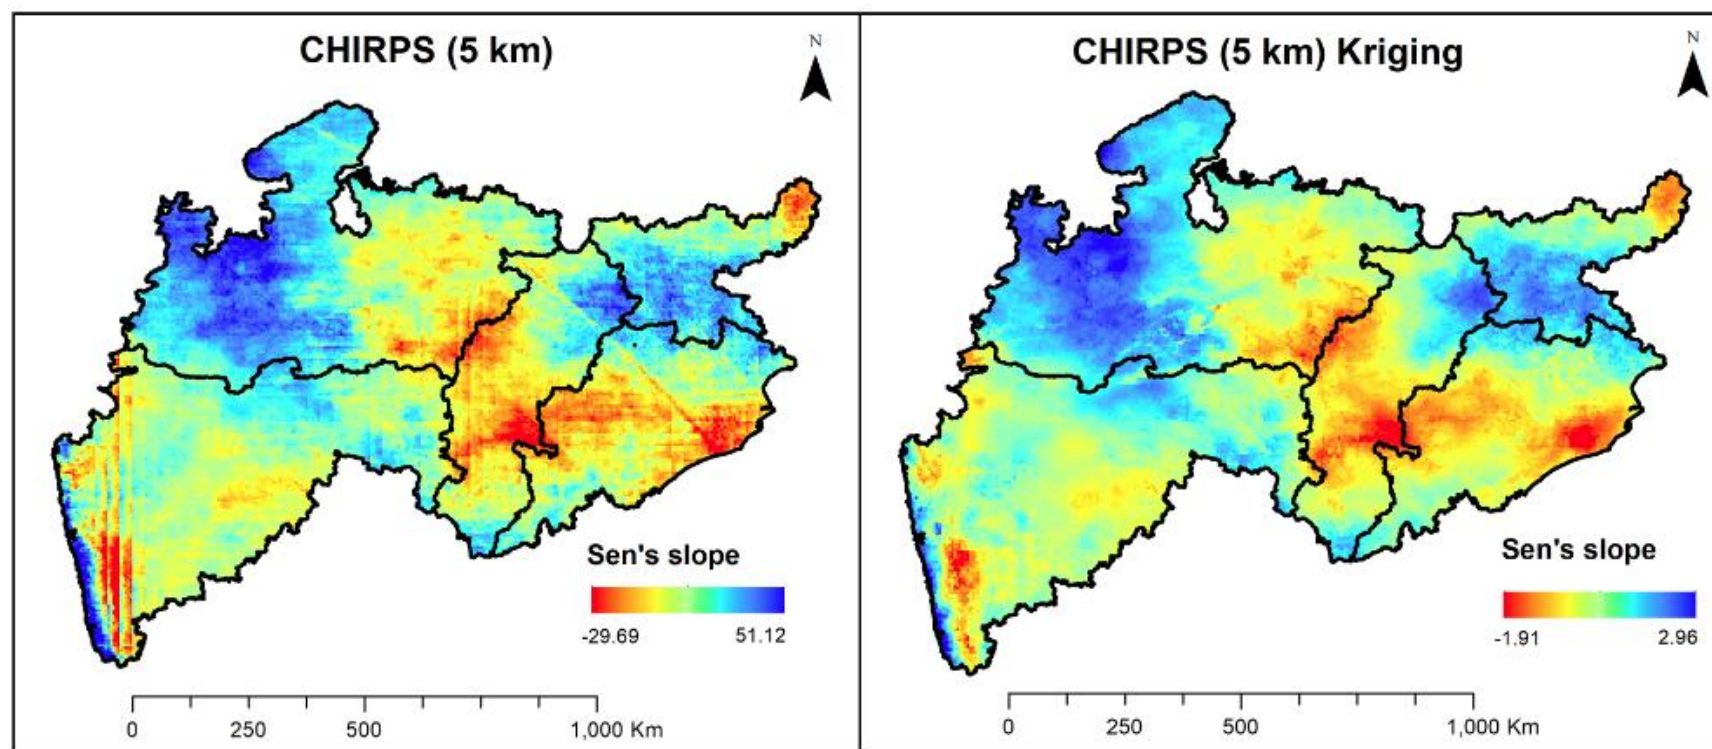 CHIRPS (5 km)
N
Sen's slope
-29.69 51.12
0 250 500 1,000 Km
CHIRPS (5 km) Kriging
N
Sen's slope
-1.91 2.96
0 250 500 1,000 Km